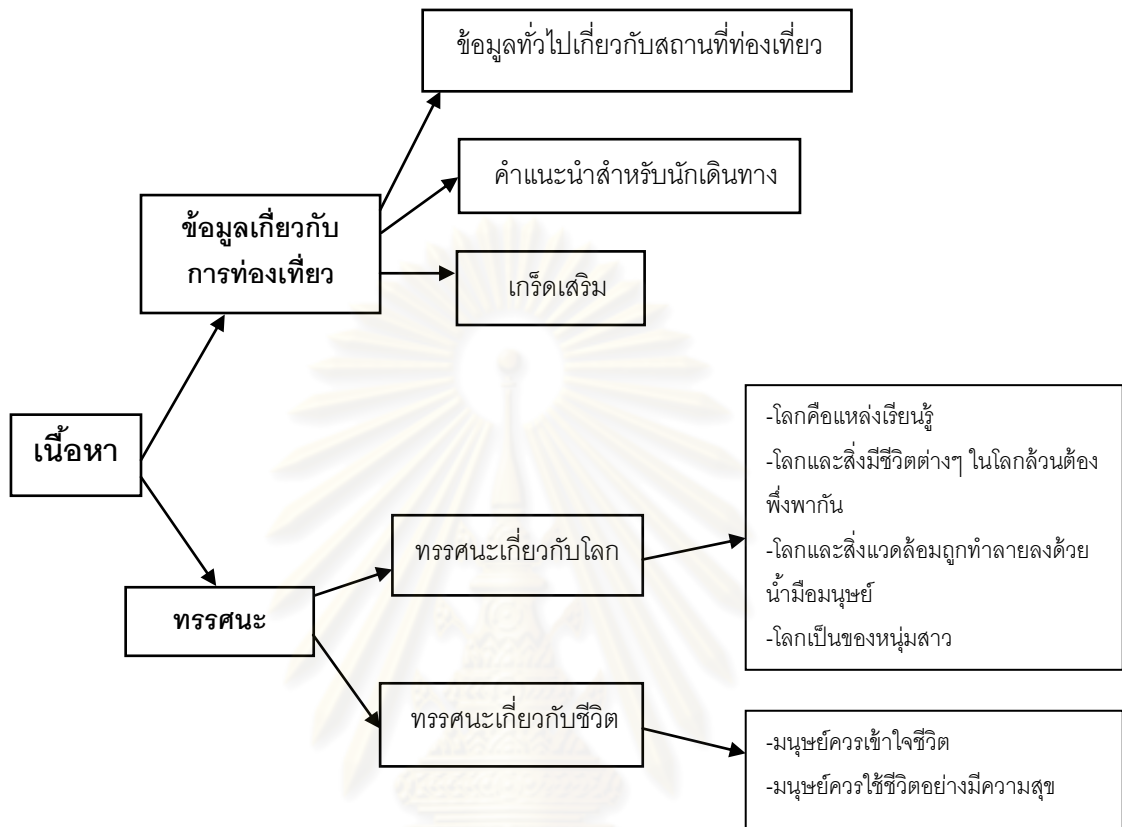 ข้อมูลทั่วไปเกี่ยวกับสถานที่ท่องเที่ยว
คำแนะนำสำหรับนักเดินทาง
ข้อมูลเกี่ยวกับ
การท่องเที่ยว
เกร็ดเสริม
เนื้อหา
-โลกคือแหล่งเรียนรู้
-โลกและสิ่งมีชีวิตต่างๆ ในโลกล้วนต้อง
พึ่งพากัน
-โลกและสิ่งแวดล้อมถูกทำลายลงด้วย
น้ำมือมนุษย์
-โลกเป็นของหนุ่มสาว
ทรรศนะเกี่ยวกับโลก
ทรรศนะ
ทรรศนะเกี่ยวกับชีวิต
-มนุษย์ควรเข้าใจชีวิต
-มนุษย์ควรใช้ชีวิตอย่างมีความสุข